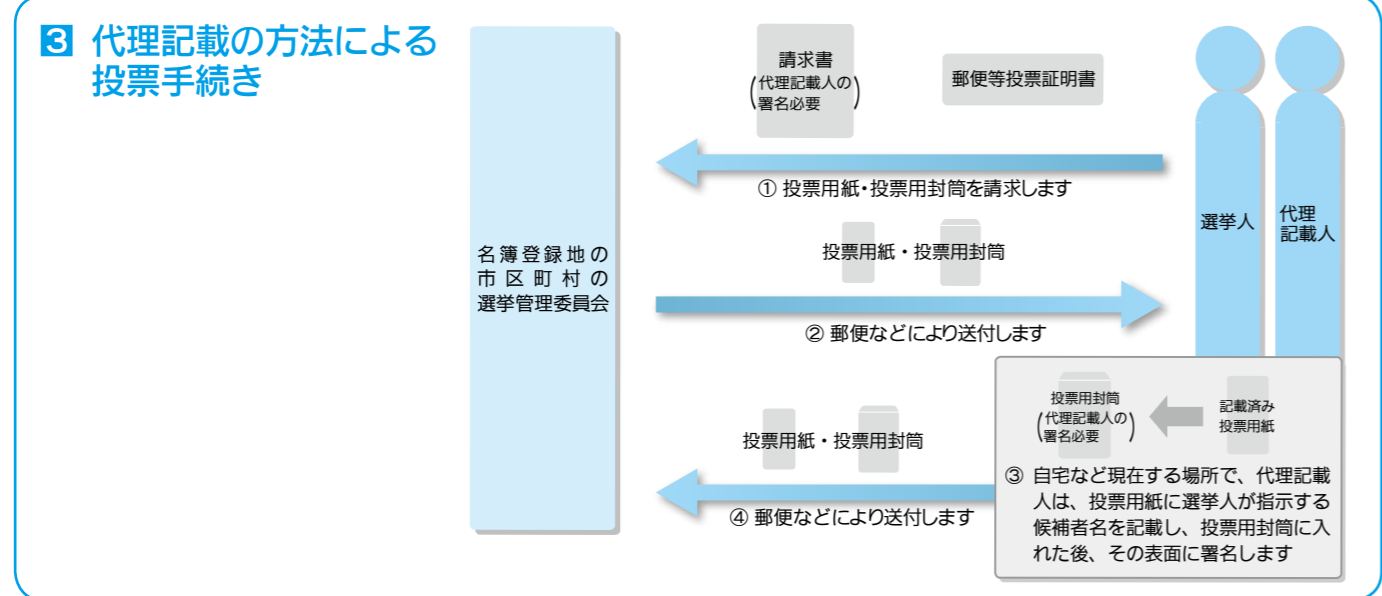 3 代理記載の方法による
投票手続き
請求書
(代理記載人の
署名必要)
郵便等投票証明書
① 投票用紙・投票用封筒を請求します
名簿登録地の
市区町村の
選挙管理委員会
選挙人
代理
記載人
投票用紙・投票用封筒
② 郵便などにより送付します
投票用封筒
(代理記載人の
署名必要)
記載済み
投票用紙
③ 自宅など現在する場所で、代理記載
人は、投票用紙に選挙人が指示する
候補者名を記載し、投票用封筒に入
れた後、その表面に署名します
投票用紙・投票用封筒
④ 郵便などにより送付します